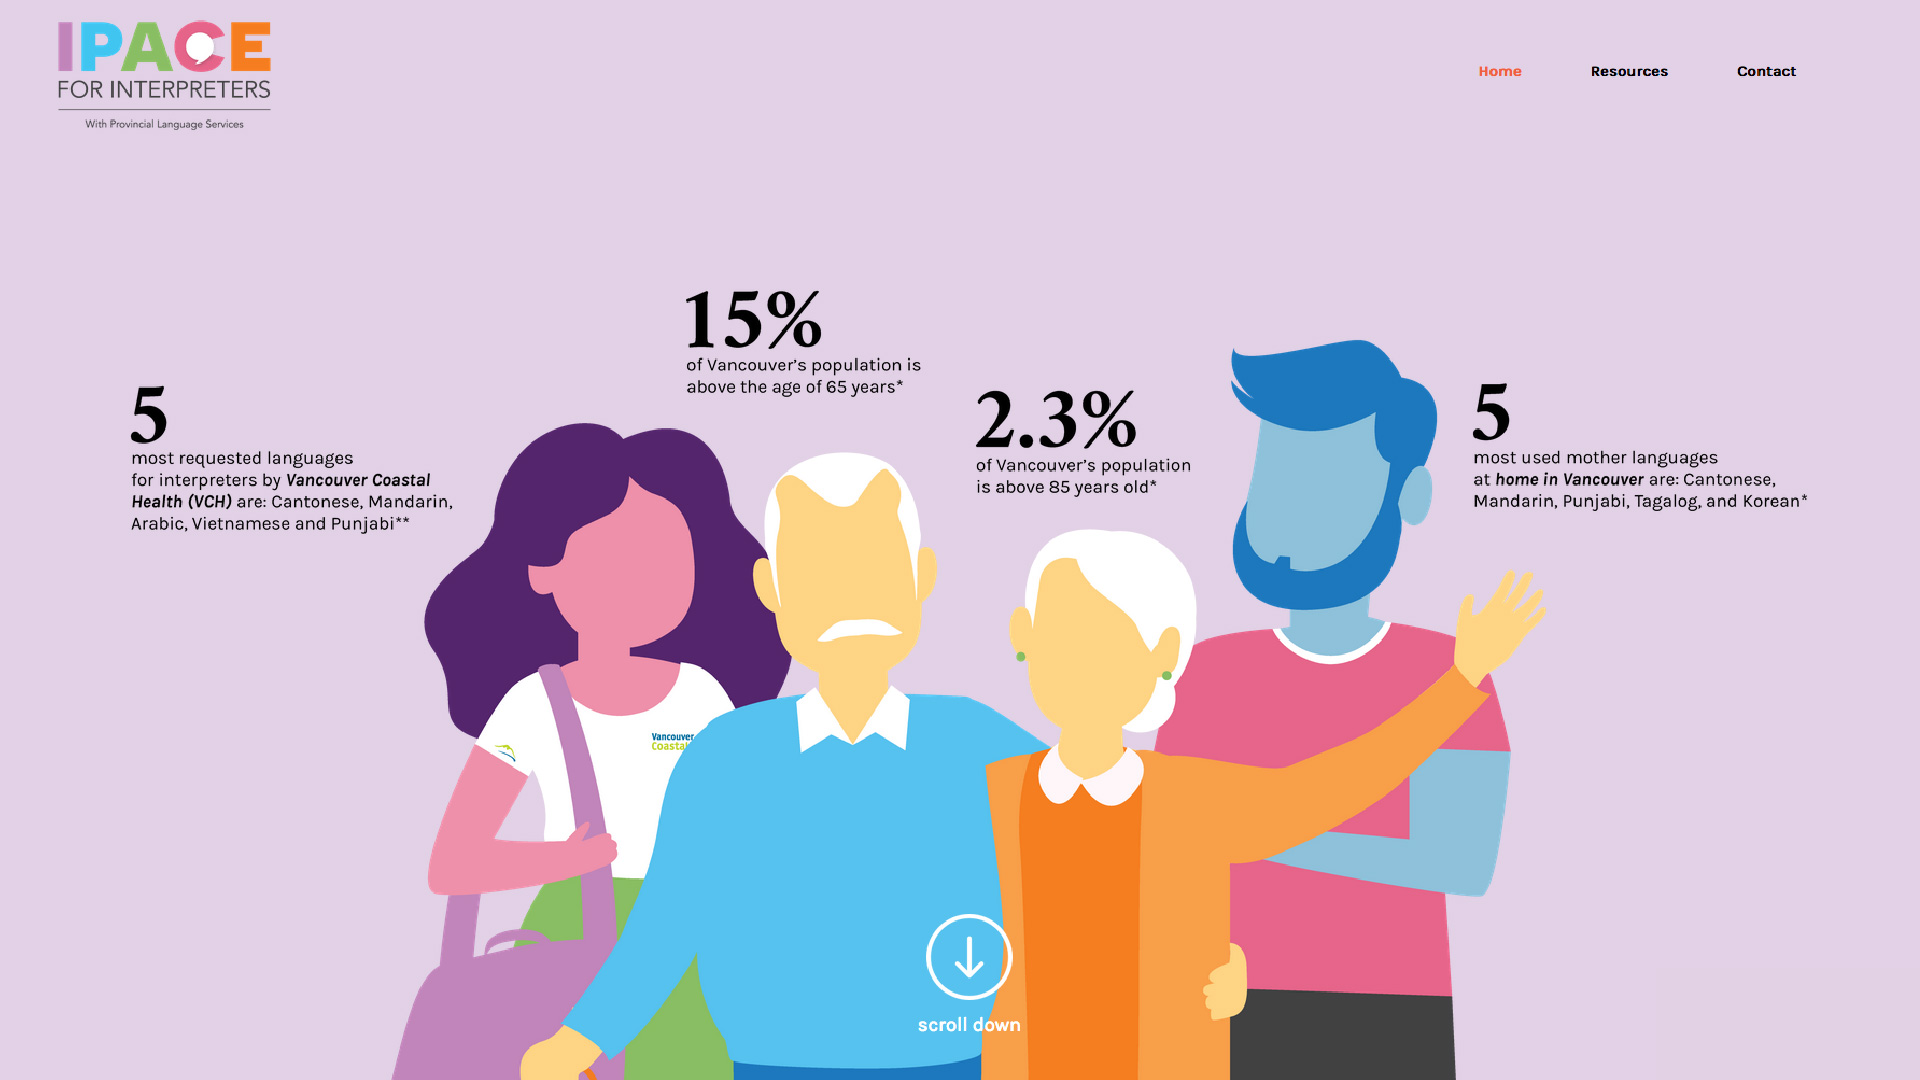 IPACE
FOR INTERPRETERS
With Provincial Language Services
Home
Resources
Contact
5
most requested languages
for interpreters by Vancouver Coastal
Health (VCH) are: Cantonese, Mandarin,
Arabic, Vietnamese and Punjabi**
15%
of Vancouver's population is
above the age of 65 years*
2.3%
of Vancouver's population
is above 85 years old*
5
most used mother languages
at home in Vancouver are: Cantonese,
Mandarin, Punjabi, Tagalog, and Korean*
Vancouver
Coastal
scroll down